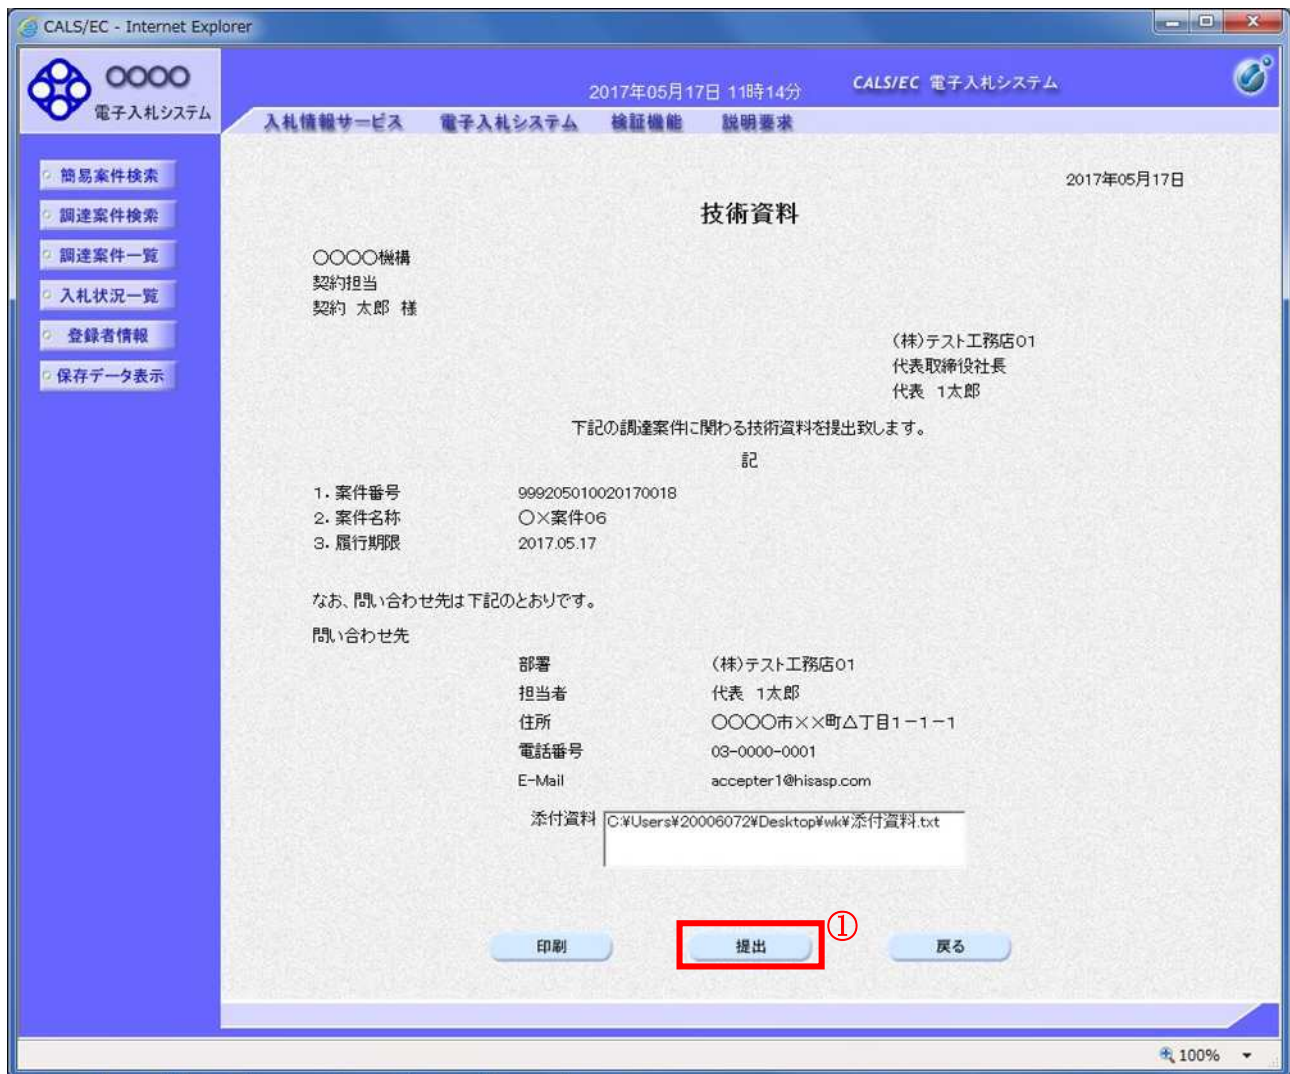 CALS/EC - Internet Explorer
○○○○
電子入札システム
2017年05月17日 11時14分
CALS/EC 電子入札システム
入札情報サービス 電子入札システム 検証機能 説明要求
簡易案件検索
調達案件検索
調達案件一覧
入札状況一覧
登録者情報
保存データ表示
2017年05月17日
技術資料
○○○○機構
契約担当
契約 太郎 様
(株)テスト工務店01
代表取締役社長
代表 1太郎
下記の調達案件に関わる技術資料を提出致します。
記
1. 案件番号 999205010020170018
2. 案件名称 ○×案件06
3. 履行期限 2017.05.17
なお、問い合わせ先は下記のとおりです。
問い合わせ先
部署 (株)テスト工務店01
担当者 代表 1太郎
住所 ○○○○市××町△丁目1-1-1
電話番号 03-0000-0001
E-Mail accepter1@hisasp.com
添付資料 C:¥Users¥20006072¥Desktop¥wk¥添付資料.txt
①
印刷 提出 戻る
100%